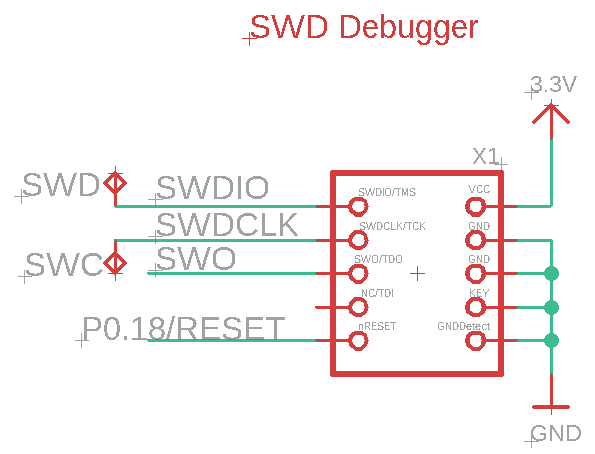 SWD Debugger
3.3V
X1
SWD
SWDIO
SWDIO/TMS
VCC
SWDCLK
SWDCLK/TCK
GND
SWC
SWO
SWO/TDO
GND
NC/TDI
KEY
P0.18/RESET
nRESET
GNDDetect
GND